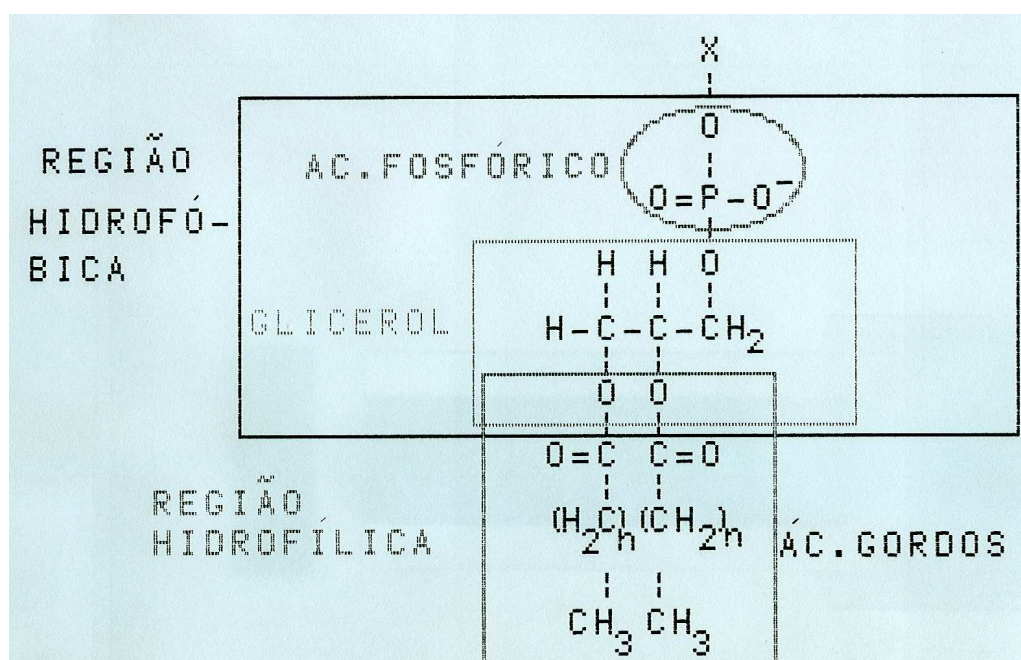 X
O
REGIÃO
HIDROFÓ-
BICA
AC.FOSFÓRICO
O=P-O⁻
H H O
GLICEROL
H-C-C-CH₂
O O
O=C C=O
REGIÃO
HIDROFÍLICA
(H₂C)n (CH₂)n
ÁC.GORDOS
CH₃ CH₃